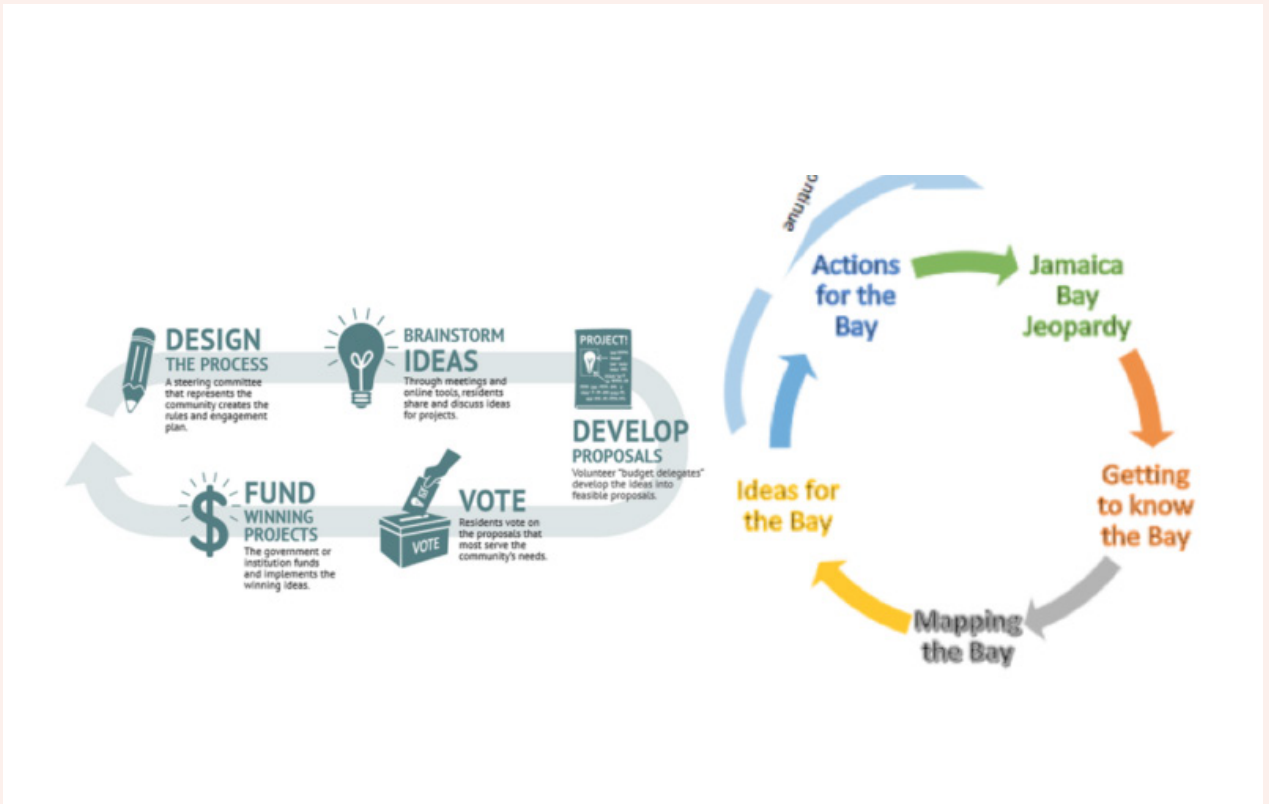 DESIGN
THE PROCESS
A steering committee
that represents the
community creates the
rules and engagement
plan.
BRAINSTORM
IDEAS
Through meetings and
online tools, residents
share and discuss ideas
for projects.
PROJECT!
DEVELOP
PROPOSALS
Volunteer "budget delegates"
develop the ideas into
feasible proposals.
VOTE
VOTE
Residents vote on
the proposals that
most serve the
community's needs.
$
FUND
WINNING
PROJECTS
The government or
institution funds
and implements the
winning ideas.
ontinue
Actions
for the
Bay
Jamaica
Bay
Jeopardy
Getting
to know
the Bay
Mapping
the Bay
Ideas for
the Bay